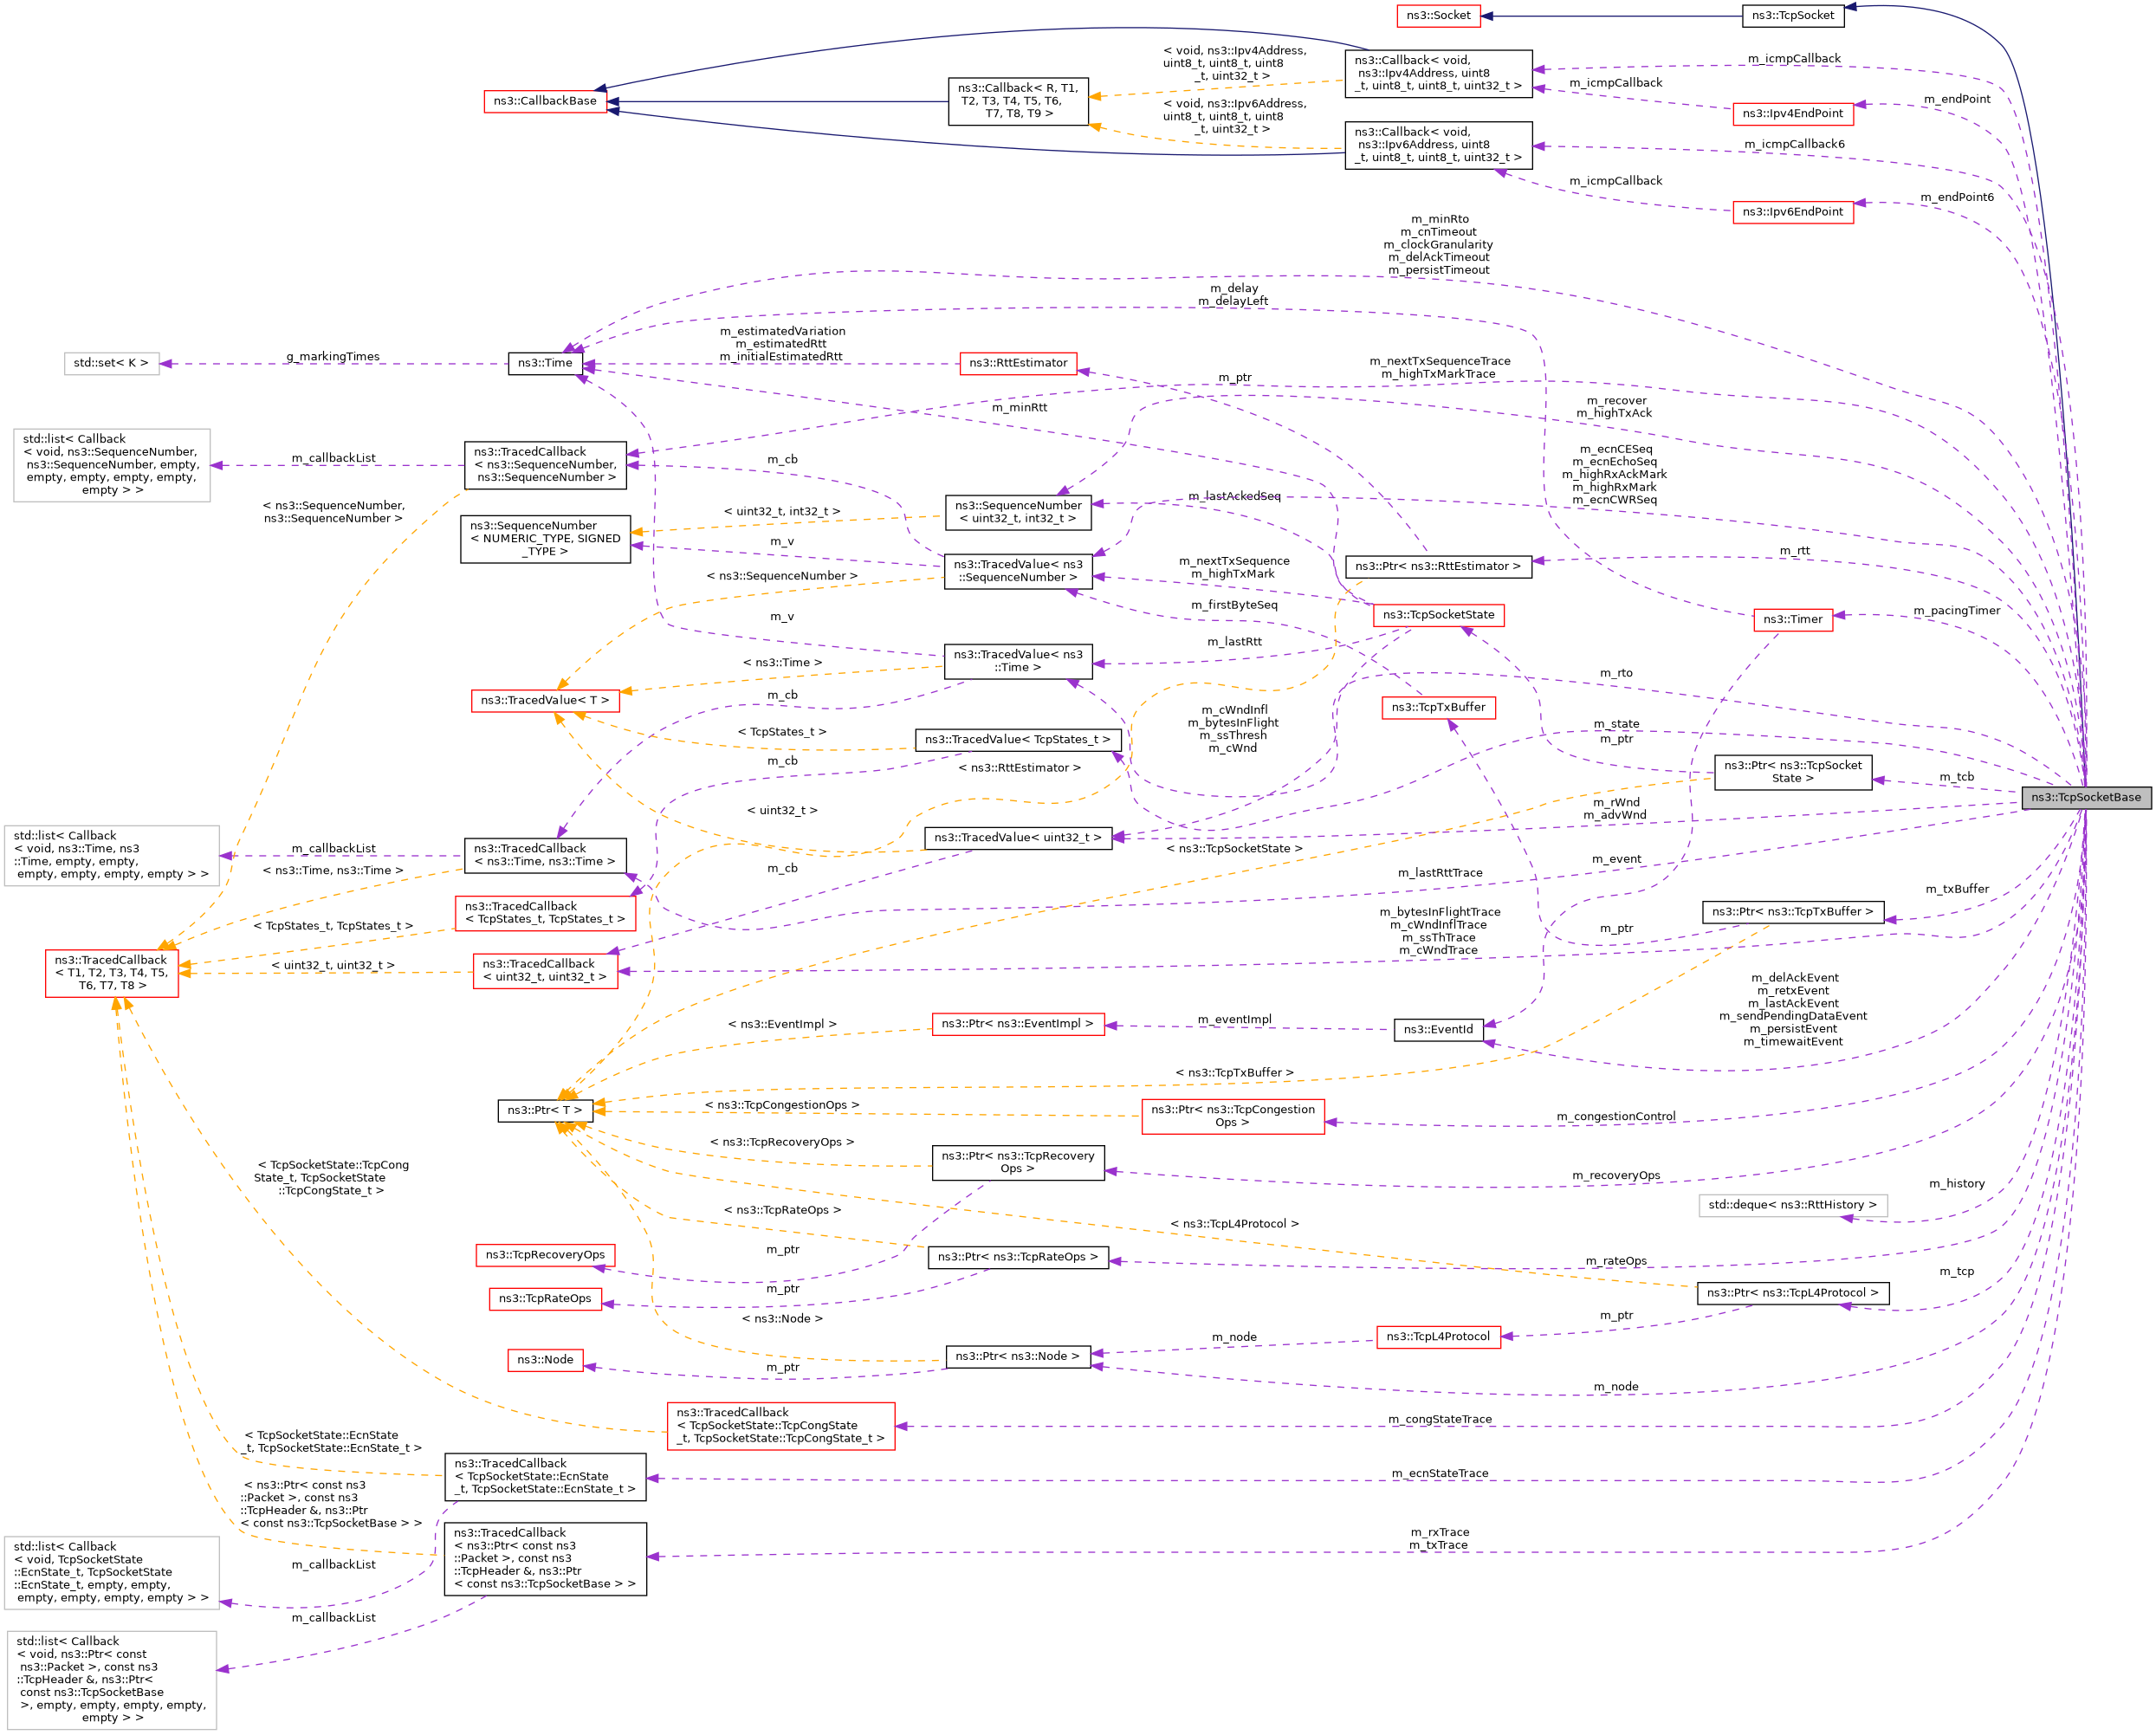 ns3::Socket
ns3::TcpSocket
< void, ns3::Ipv4Address,
uint8_t, uint8_t, uint8
_t, uint32_t >
ns3::Callback< void,
ns3::Ipv4Address, uint8
_t, uint8_t, uint8_t, uint32_t >
m_icmpCallback
m_icmpCallback
ns3::CallbackBase
ns3::Callback< R, T1,
T2, T3, T4, T5, T6,
T7, T8, T9 >
m_endPoint
ns3::Ipv4EndPoint
< void, ns3::Ipv6Address,
uint8_t, uint8_t, uint8
_t, uint32_t >
ns3::Callback< void,
ns3::Ipv6Address, uint8
_t, uint8_t, uint8_t, uint32_t >
m_icmpCallback6
m_icmpCallback
m_endPoint6
ns3::Ipv6EndPoint
m_minRto
m_cnTimeout
m_clockGranularity
m_delAckTimeout
m_persistTimeout
m_delay
m_delayLeft
m_estimatedVariation
m_estimatedRtt
m_initialEstimatedRtt
std::set< K >
g_markingTimes
ns3::Time
ns3::RttEstimator
m_nextTxSequenceTrace
m_highTxMarkTrace
m_ptr
m_minRtt
m_recover
m_highTxAck
std::list< Callback
< void, ns3::SequenceNumber,
ns3::SequenceNumber, empty,
empty, empty, empty, empty,
empty > >
m_callbackList
ns3::TracedCallback
< ns3::SequenceNumber,
ns3::SequenceNumber >
m_cb
m_ecnCESeq
m_ecnEchoSeq
m_highRxAckMark
m_highRxMark
m_ecnCWRSeq
m_lastAckedSeq
< ns3::SequenceNumber,
ns3::SequenceNumber >
ns3::SequenceNumber
< NUMERIC_TYPE, SIGNED
_TYPE >
< uint32_t, int32_t >
ns3::SequenceNumber
< uint32_t, int32_t >
m_v
m_rtt
ns3::TracedValue< ns3
::SequenceNumber >
m_nextTxSequence
m_highTxMark
ns3::Ptr< ns3::RttEstimator >
< ns3::SequenceNumber >
m_firstByteSeq
ns3::TcpSocketState
m_pacingTimer
ns3::Timer
m_v
m_lastRtt
ns3::TracedValue< ns3
::Time >
< ns3::Time >
m_rto
ns3::TracedValue< T >
m_cb
ns3::TcpTxBuffer
m_cWndInfl
m_bytesInFlight
m_ssThresh
m_cWnd
< TcpStates_t >
ns3::TracedValue< TcpStates_t >
m_state
m_ptr
m_cb
< ns3::RttEstimator >
ns3::Ptr< ns3::TcpSocket
State >
m_tcb
ns3::TcpSocketBase
< uint32_t >
m_rWnd
m_advWnd
ns3::TracedValue< uint32_t >
std::list< Callback
< void, ns3::Time, ns3
::Time, empty, empty,
empty, empty, empty, empty > >
m_callbackList
ns3::TracedCallback
< ns3::Time, ns3::Time >
< ns3::TcpSocketState >
m_event
< ns3::Time, ns3::Time >
m_cb
m_lastRttTrace
m_txBuffer
ns3::TracedCallback
< TcpStates_t, TcpStates_t >
ns3::Ptr< ns3::TcpTxBuffer >
< TcpStates_t, TcpStates_t >
m_bytesInFlightTrace
m_cWndInflTrace
m_ssThTrace
m_cWndTrace
m_ptr
ns3::TracedCallback
< T1, T2, T3, T4, T5,
T6, T7, T8 >
< uint32_t, uint32_t >
ns3::TracedCallback
< uint32_t, uint32_t >
m_delAckEvent
m_retxEvent
m_lastAckEvent
m_sendPendingDataEvent
m_persistEvent
m_timewaitEvent
< ns3::EventImpl >
ns3::Ptr< ns3::EventImpl >
m_eventImpl
ns3::EventId
< ns3::TcpTxBuffer >
ns3::Ptr< T >
< ns3::TcpCongestionOps >
ns3::Ptr< ns3::TcpCongestion
Ops >
m_congestionControl
< ns3::TcpRecoveryOps >
ns3::Ptr< ns3::TcpRecovery
Ops >
m_recoveryOps
< TcpSocketState::TcpCong
State_t, TcpSocketState
::TcpCongState_t >
m_history
std::deque< ns3::RttHistory >
< ns3::TcpRateOps >
< ns3::TcpL4Protocol >
ns3::TcpRecoveryOps
m_ptr
ns3::Ptr< ns3::TcpRateOps >
m_rateOps
m_tcp
m_ptr
ns3::TcpRateOps
ns3::Ptr< ns3::TcpL4Protocol >
< ns3::Node >
m_ptr
m_node
ns3::TcpL4Protocol
ns3::Node
m_ptr
ns3::Ptr< ns3::Node >
m_node
ns3::TracedCallback
< TcpSocketState::TcpCongState
_t, TcpSocketState::TcpCongState_t >
m_congStateTrace
< TcpSocketState::EcnState
_t, TcpSocketState::EcnState_t >
ns3::TracedCallback
< TcpSocketState::EcnState
_t, TcpSocketState::EcnState_t >
m_ecnStateTrace
< ns3::Ptr< const ns3
::Packet >, const ns3
::TcpHeader &, ns3::Ptr
< const ns3::TcpSocketBase > >
ns3::TracedCallback
< ns3::Ptr< const ns3
::Packet >, const ns3
::TcpHeader &, ns3::Ptr
< const ns3::TcpSocketBase > >
m_rxTrace
m_txTrace
std::list< Callback
< void, TcpSocketState
::EcnState_t, TcpSocketState
::EcnState_t, empty, empty,
empty, empty, empty, empty > >
m_callbackList
m_callbackList
std::list< Callback
< void, ns3::Ptr< const
ns3::Packet >, const ns3
::TcpHeader &, ns3::Ptr<
const ns3::TcpSocketBase
>, empty, empty, empty, empty,
empty > >